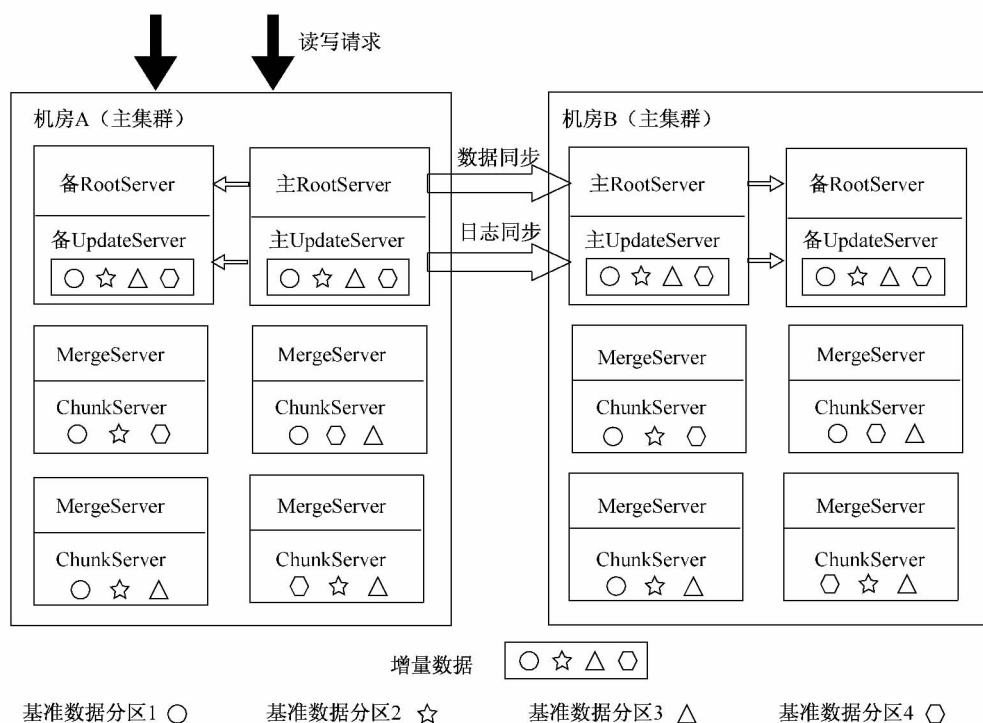 读写请求
机房A（主集群）
机房B（主集群）
数据同步
备RootServer
主RootServer
主RootServer
备RootServer
日志同步
备UpdateServer
主UpdateServer
主UpdateServer
备UpdateServer
MergeServer
MergeServer
MergeServer
MergeServer
ChunkServer
ChunkServer
ChunkServer
ChunkServer
MergeServer
MergeServer
MergeServer
MergeServer
ChunkServer
ChunkServer
ChunkServer
ChunkServer
增量数据
基准数据分区1
基准数据分区2
基准数据分区3
基准数据分区4